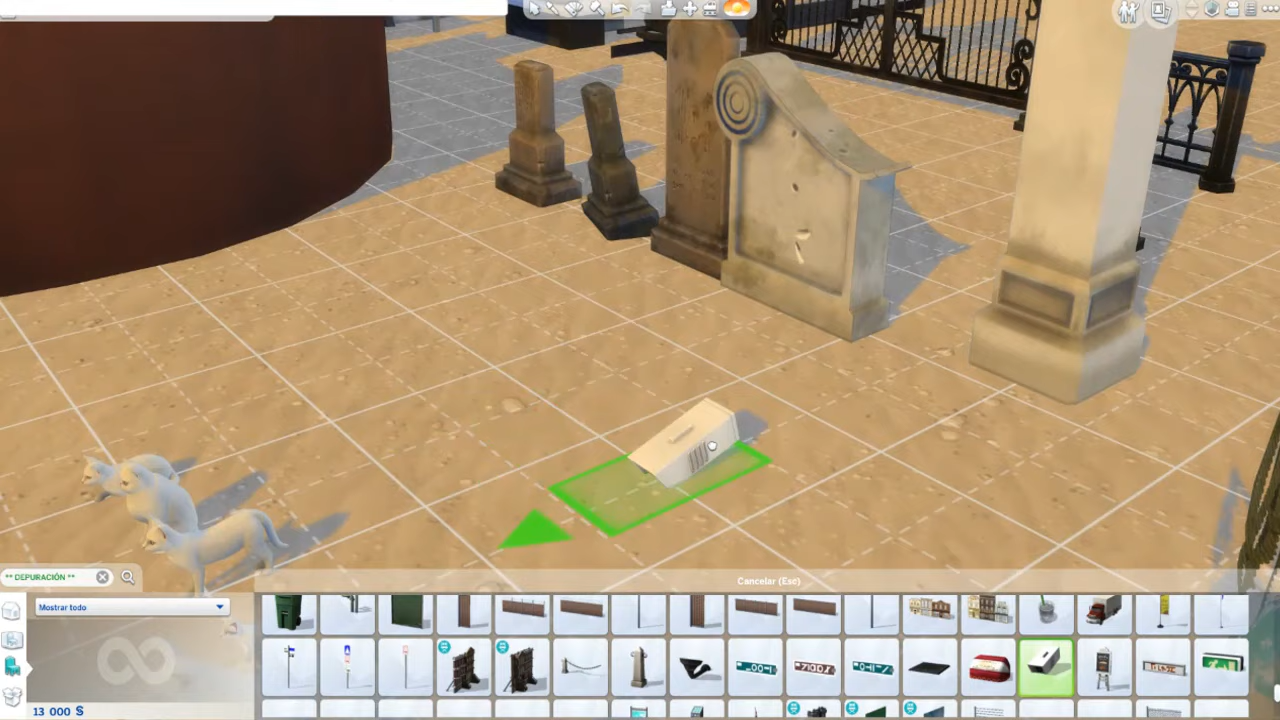 ** DEPURACIÓN **
Cancelar (Esc)
Mostrar todo
13 000 $